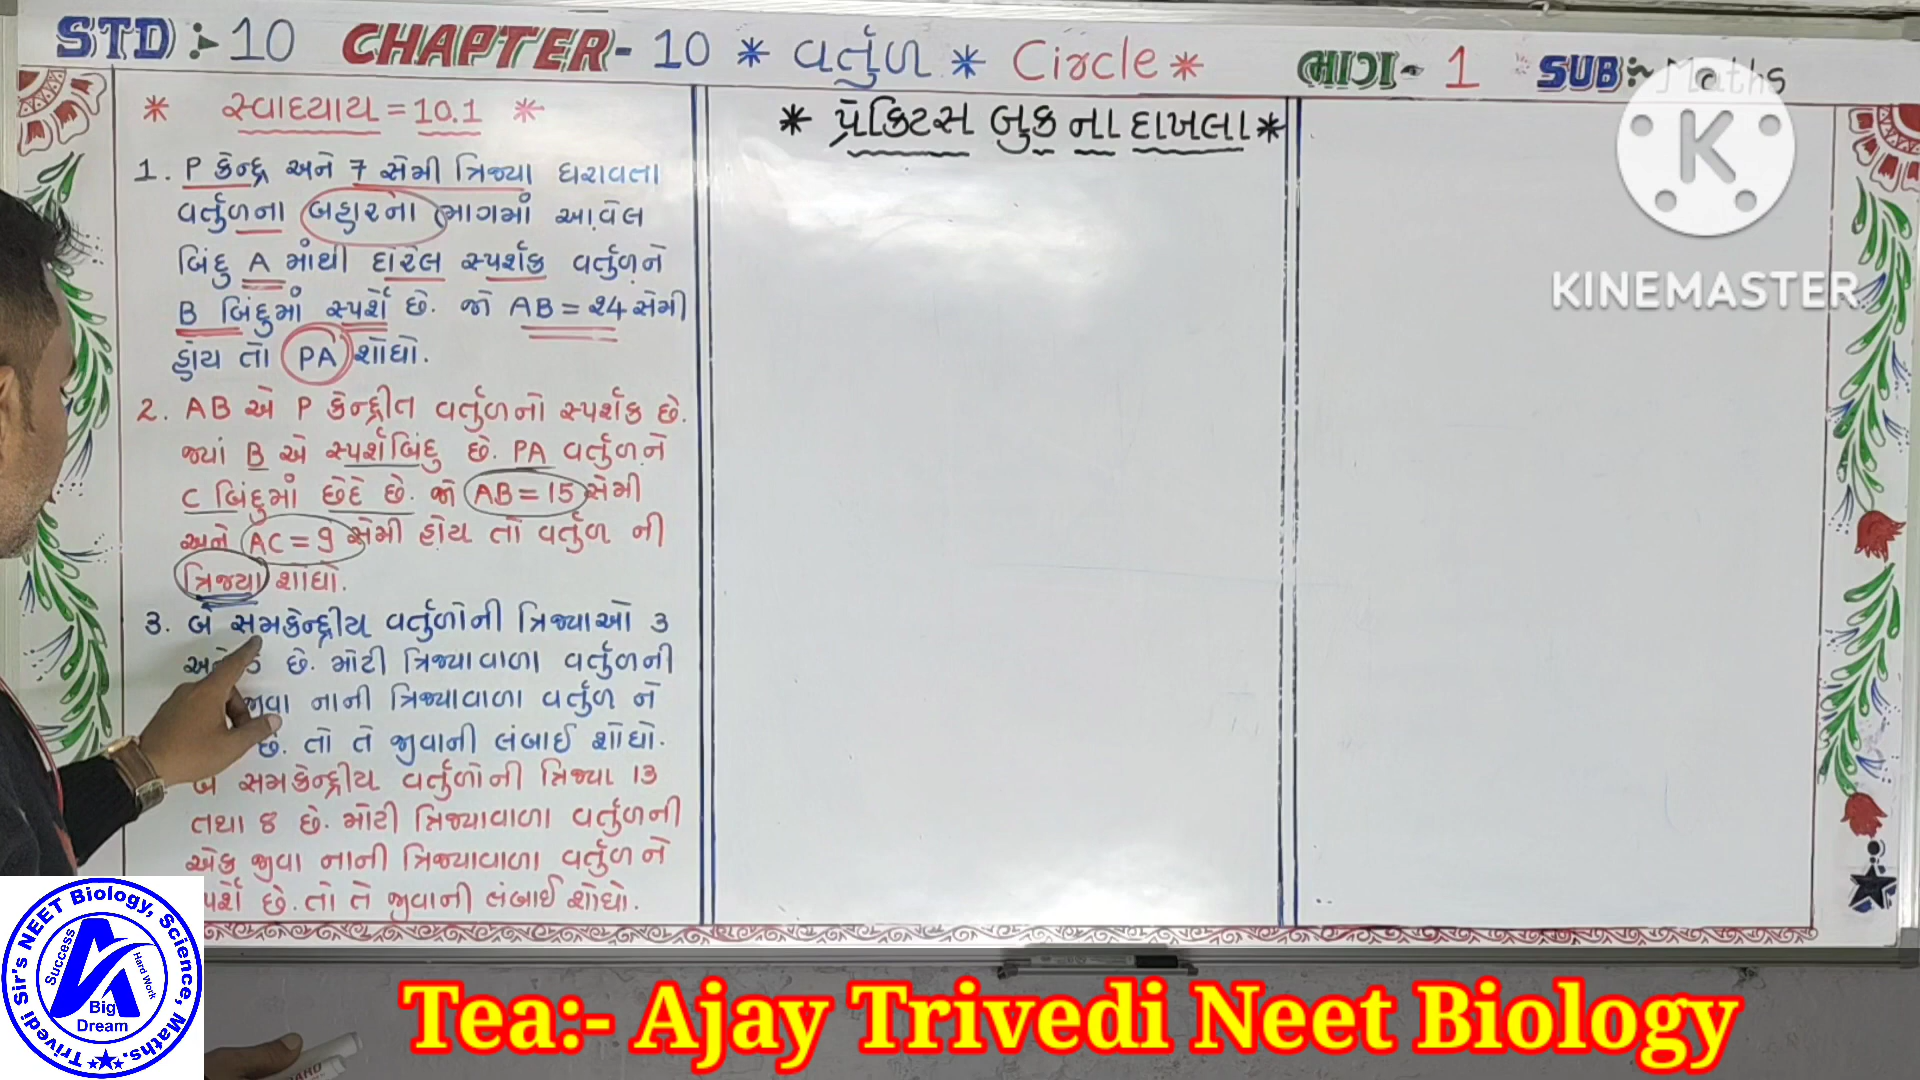 STD :- 10 CHAPTER - 10 * વર્તુળ * Circle * ભાગ - 1 SUB :- Maths
* સ્વાધ્યાય = 10.1 *
1. P કેન્દ્ર અને 7 સેમી ત્રિજ્યા ધરાવતા
વર્તુળના બહારના ભાગમાં આવેલ
બિંદુ A માંથી દોરેલ સ્પર્શક વર્તુળને
B બિંદુમાં સ્પર્શે છે. જો AB = 24 સેમી
હોય તો PA શોધો.
2. AB એ P કેન્દ્રીત વર્તુળનો સ્પર્શક છે.
જ્યાં B એ સ્પર્શબિંદુ છે. PA વર્તુળને
C બિંદુમાં છેદે છે. જો AB = 15 સેમી
અને AC = 9 સેમી હોય તો વર્તુળ ની
ત્રિજ્યા શોધો.
3. બે સમકેન્દ્રીય વર્તુળોની ત્રિજ્યાઓ 3
છે. મોટી ત્રિજ્યાવાળા વર્તુળની
જીવા નાની ત્રિજ્યાવાળા વર્તુળ ને
છે. તો તે જીવાની લંબાઈ શોધો.
બે સમકેન્દ્રીય વર્તુળોની ત્રિજ્યા 13
તથા 8 છે. મોટી ત્રિજ્યાવાળા વર્તુળની
એક જીવા નાની ત્રિજ્યાવાળા વર્તુળ ને
છે. તો તે જીવાની લંબાઈ શોધો.
* પ્રેક્ટિસ બુક ના દાખલા *
K
KINEMASTER
Trivedi Sir's NEET Biology, Science, Maths.
Success
Hard Work
Big
Dream
Tea:- Ajay Trivedi Neet Biology